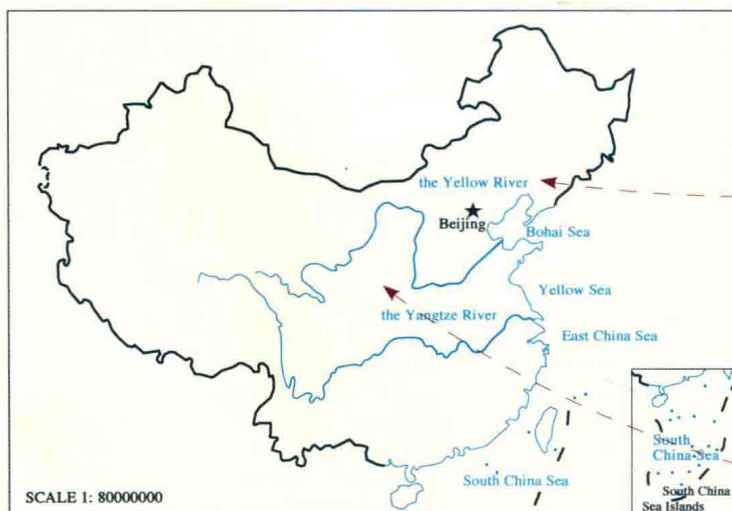 the Yellow River
Beijing
Bohai Sea
Yellow Sea
the Yangtze River
East China Sea
South China Sea
SCALE 1: 80000000
South
China Sea
South China
Sea Islands